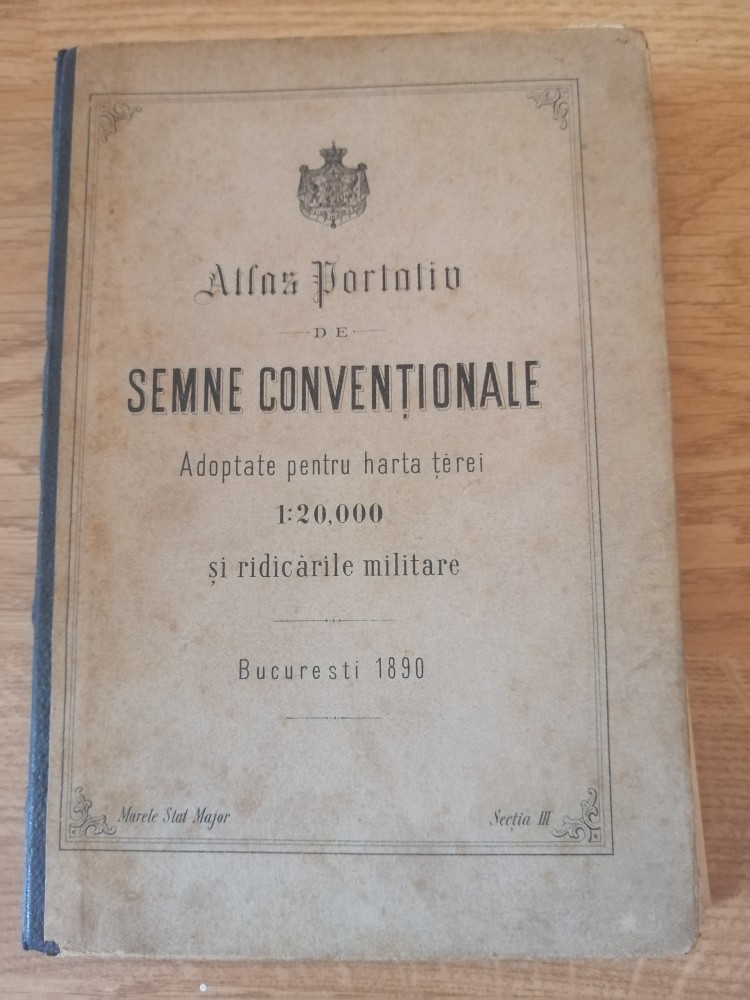 Atlas Portativ
DE
SEMNE CONVENȚIONALE
Adoptate pentru harta țĕrei
1:20,000
și ridicările militare
Bucuresti 1890
Marele Stat Major
Secția III